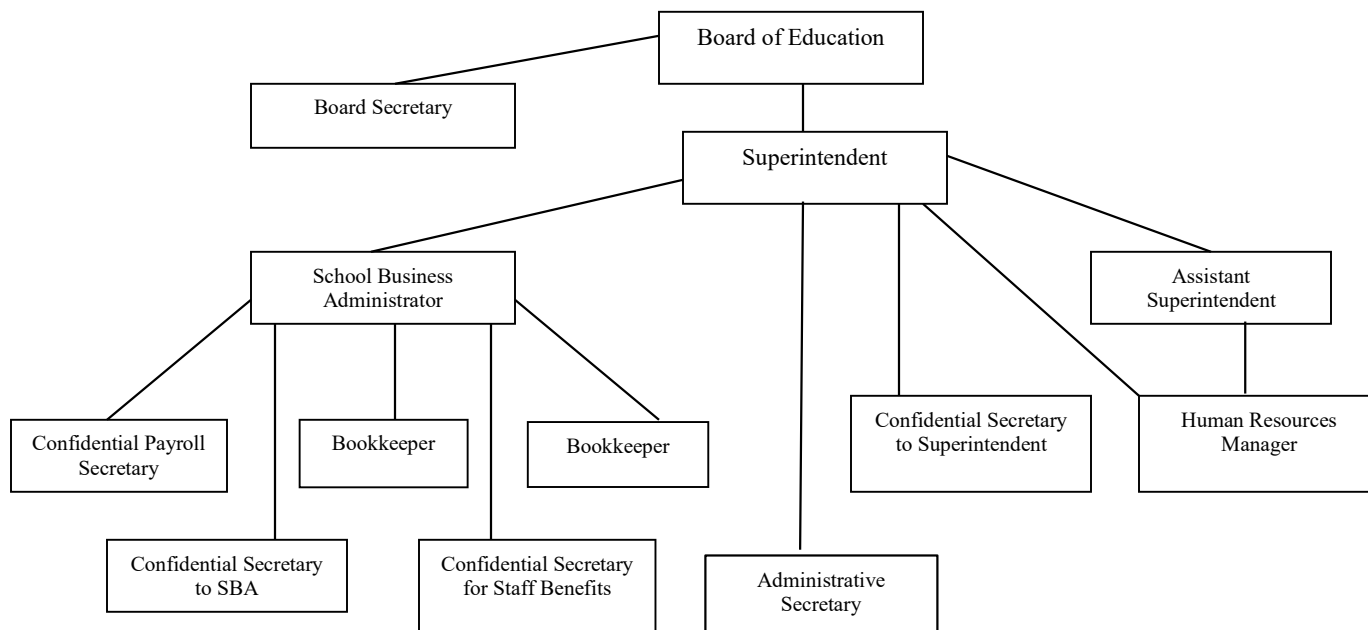 Board of Education
Board Secretary
Superintendent
School Business
Administrator
Assistant
Superintendent
Confidential Payroll
Secretary
Bookkeeper
Bookkeeper
Confidential Secretary
to Superintendent
Human Resources
Manager
Confidential Secretary
to SBA
Confidential Secretary
for Staff Benefits
Administrative
Secretary